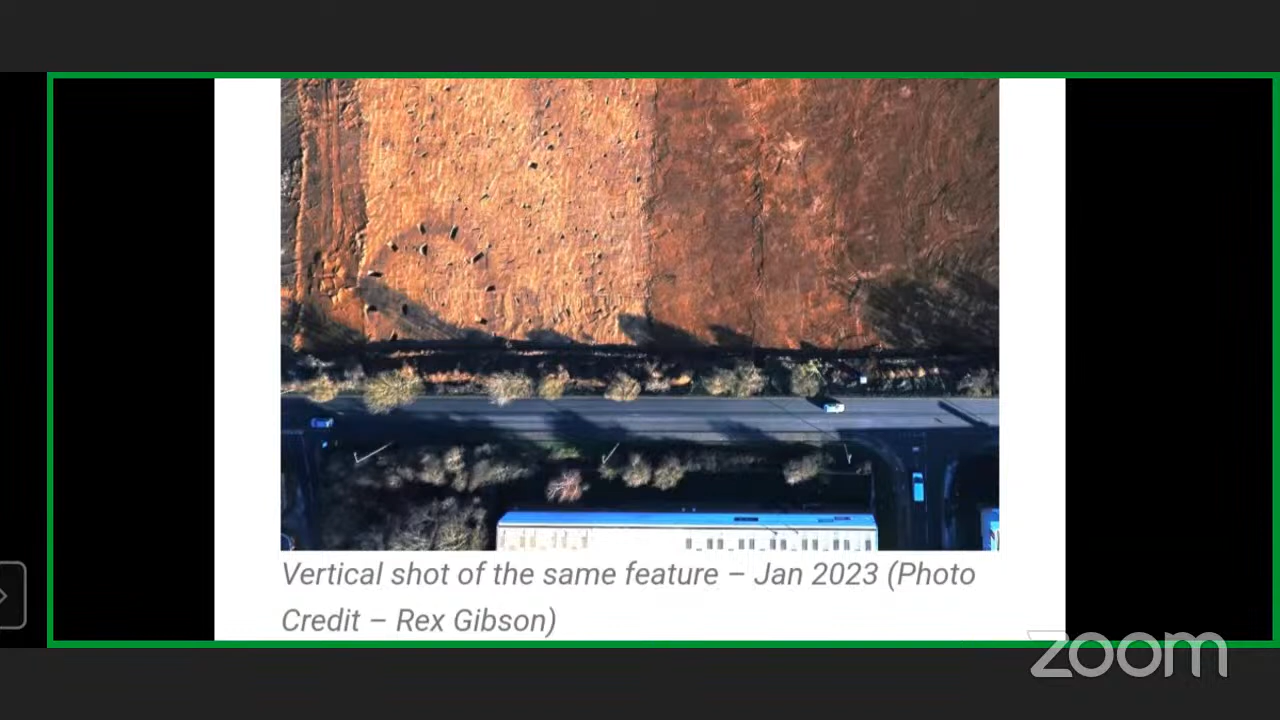 Vertical shot of the same feature – Jan 2023 (Photo
Credit – Rex Gibson)
zoom